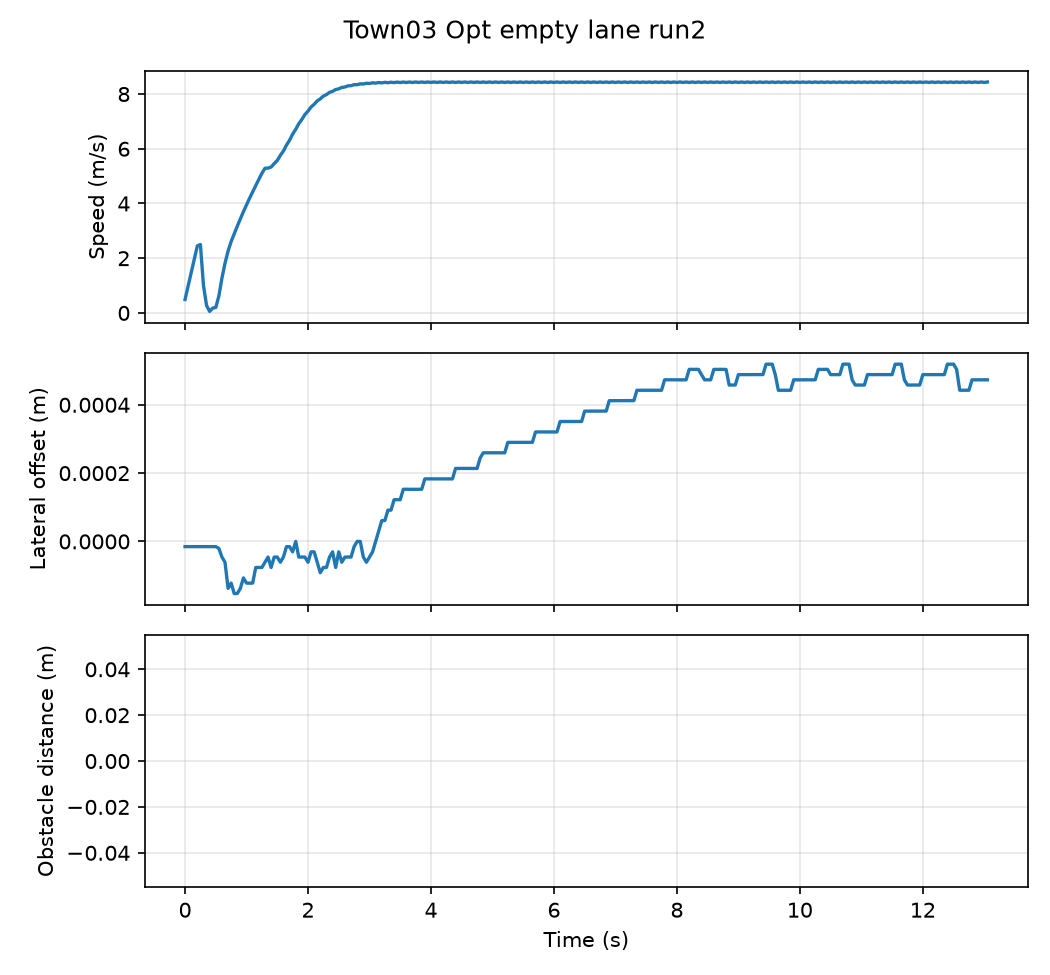 Town03 Opt empty lane run2
8
6
4
2
0
Speed (m/s)
0.0004
0.0002
0.0000
Lateral offset (m)
0.04
0.02
0.00
−0.02
−0.04
Obstacle distance (m)
0 2 4 6 8 10 12
Time (s)